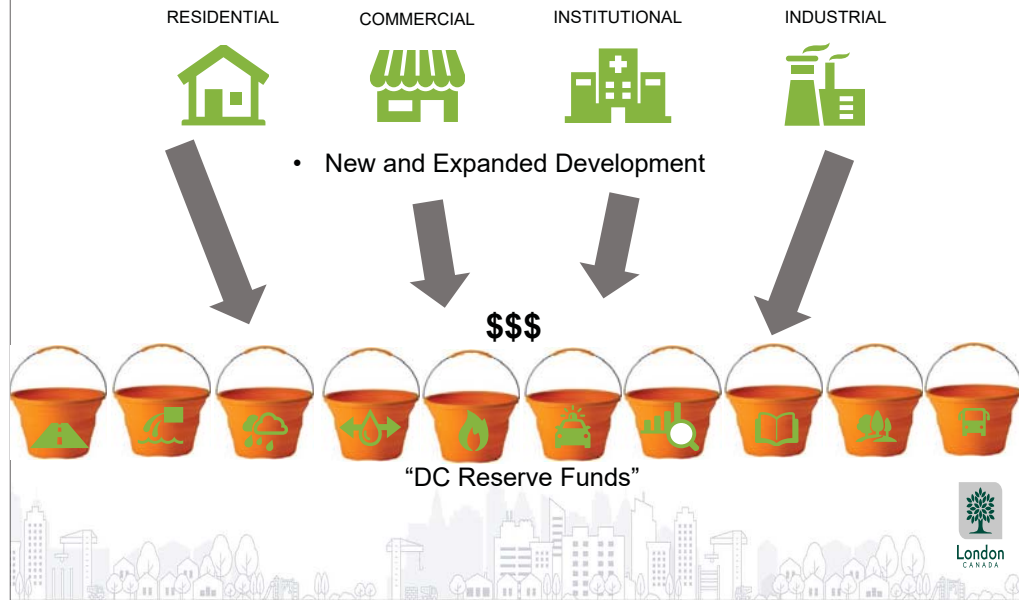 RESIDENTIAL
COMMERCIAL
INSTITUTIONAL
INDUSTRIAL
• New and Expanded Development
$$$
“DC Reserve Funds”
London
CANADA